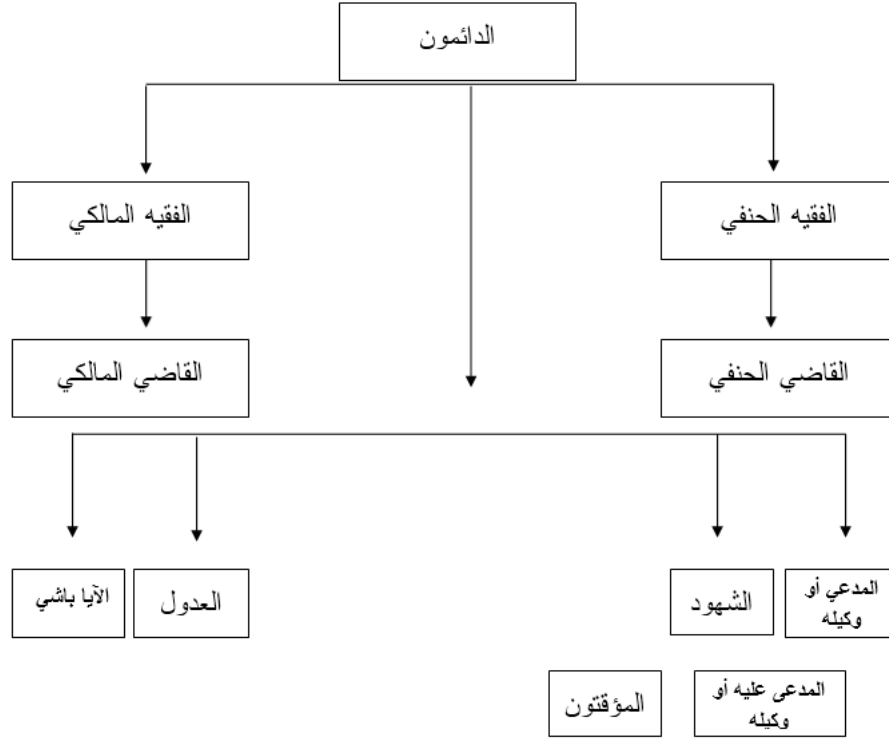 الدائمون
الفقيه الحنفي
الفقيه المالكي
القاضي الحنفي
القاضي المالكي
المدعي أو
وكيله
الشهود
العدول
الآيا باشي
المدعى عليه أو
وكيله
المؤقتون